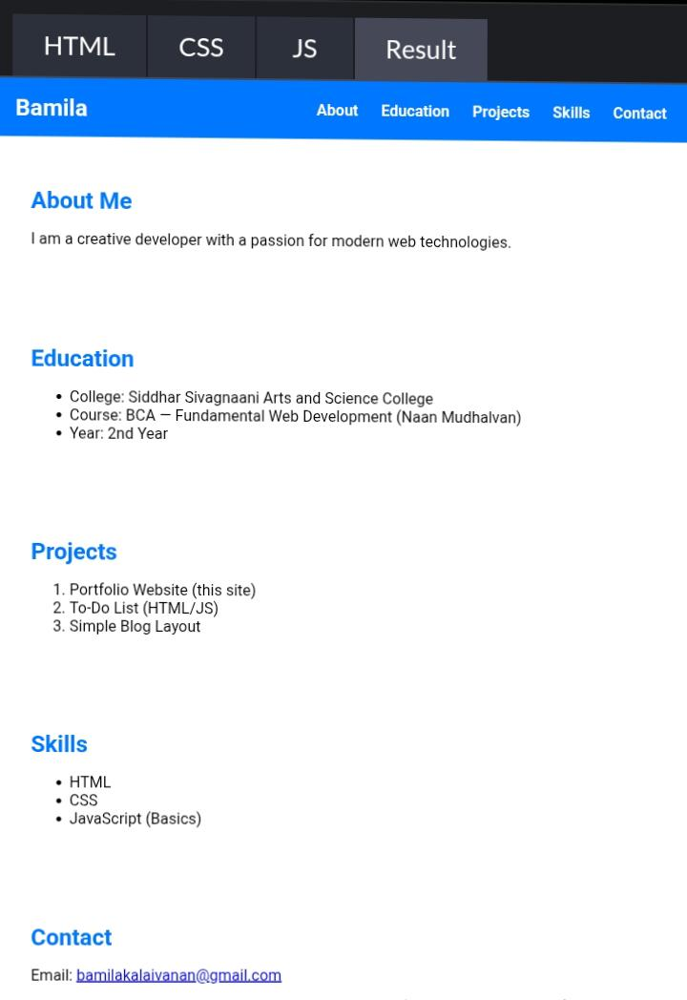 HTML CSS JS Result
Bamila About Education Projects Skills Contact
About Me
I am a creative developer with a passion for modern web technologies.
Education
• College: Siddhar Sivagnaani Arts and Science College
• Course: BCA — Fundamental Web Development (Naan Mudhalvan)
• Year: 2nd Year
Projects
1. Portfolio Website (this site)
2. To-Do List (HTML/JS)
3. Simple Blog Layout
Skills
• HTML
• CSS
• JavaScript (Basics)
Contact
Email: bamilakalaivanan@gmail.com